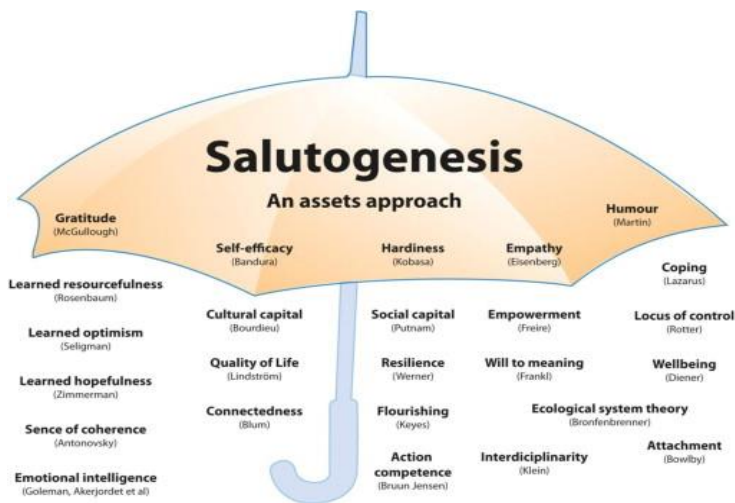 Salutogenesis
An assets approach
Gratitude
(McGullough)
Humour
(Martin)
Self-efficacy
(Bandura)
Hardiness
(Kobasa)
Empathy
(Eisenberg)
Coping
(Lazarus)
Learned resourcefulness
(Rosenbaum)
Cultural capital
(Bourdieu)
Social capital
(Putnam)
Empowerment
(Freire)
Locus of control
(Rotter)
Learned optimism
(Seligman)
Quality of Life
(Lindström)
Resilience
(Werner)
Will to meaning
(Frankl)
Wellbeing
(Diener)
Learned hopefulness
(Zimmerman)
Connectedness
(Blum)
Flourishing
(Keyes)
Ecological system theory
(Bronfenbrenner)
Sence of coherence
(Antonovsky)
Action
competence
(Bruun Jensen)
Interdiciplinarity
(Klein)
Attachment
(Bowlby)
Emotional intelligence
(Goleman, Akerjordet et al)